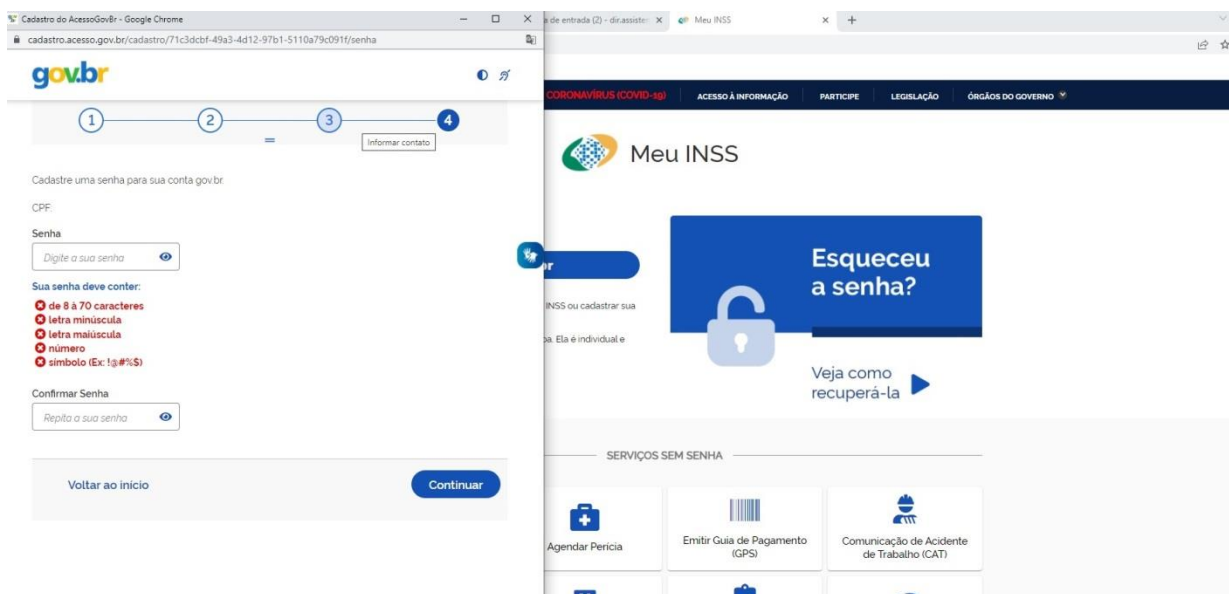 Cadastro do AcessoGovBr - Google Chrome
cadastro.acesso.gov.br/cadastro/71c3dcbf-49a3-4d12-97b1-5110a79c091f/senha
gov.br
1
2
3
4
Informar contato
Cadastre uma senha para sua conta gov.br.
CPF:
Senha
Digite a sua senha
Sua senha deve conter:
de 8 à 70 caracteres
letra minúscula
letra maiúscula
número
símbolo (Ex: !@#%$)
Confirmar Senha
Repita a sua senha
Voltar ao início
Continuar
a de entrada (2) - dir.assister
Meu INSS
CORONAVÍRUS (COVID-19)
ACESSO À INFORMAÇÃO
PARTICIPE
LEGISLAÇÃO
ÓRGÃOS DO GOVERNO
Meu INSS
br
INSS ou cadastrar sua
oa. Ela é individual e
Esqueceu
a senha?
Veja como
recuperá-la
SERVIÇOS SEM SENHA
Agendar Perícia
Emitir Guia de Pagamento
(GPS)
Comunicação de Acidente
de Trabalho (CAT)